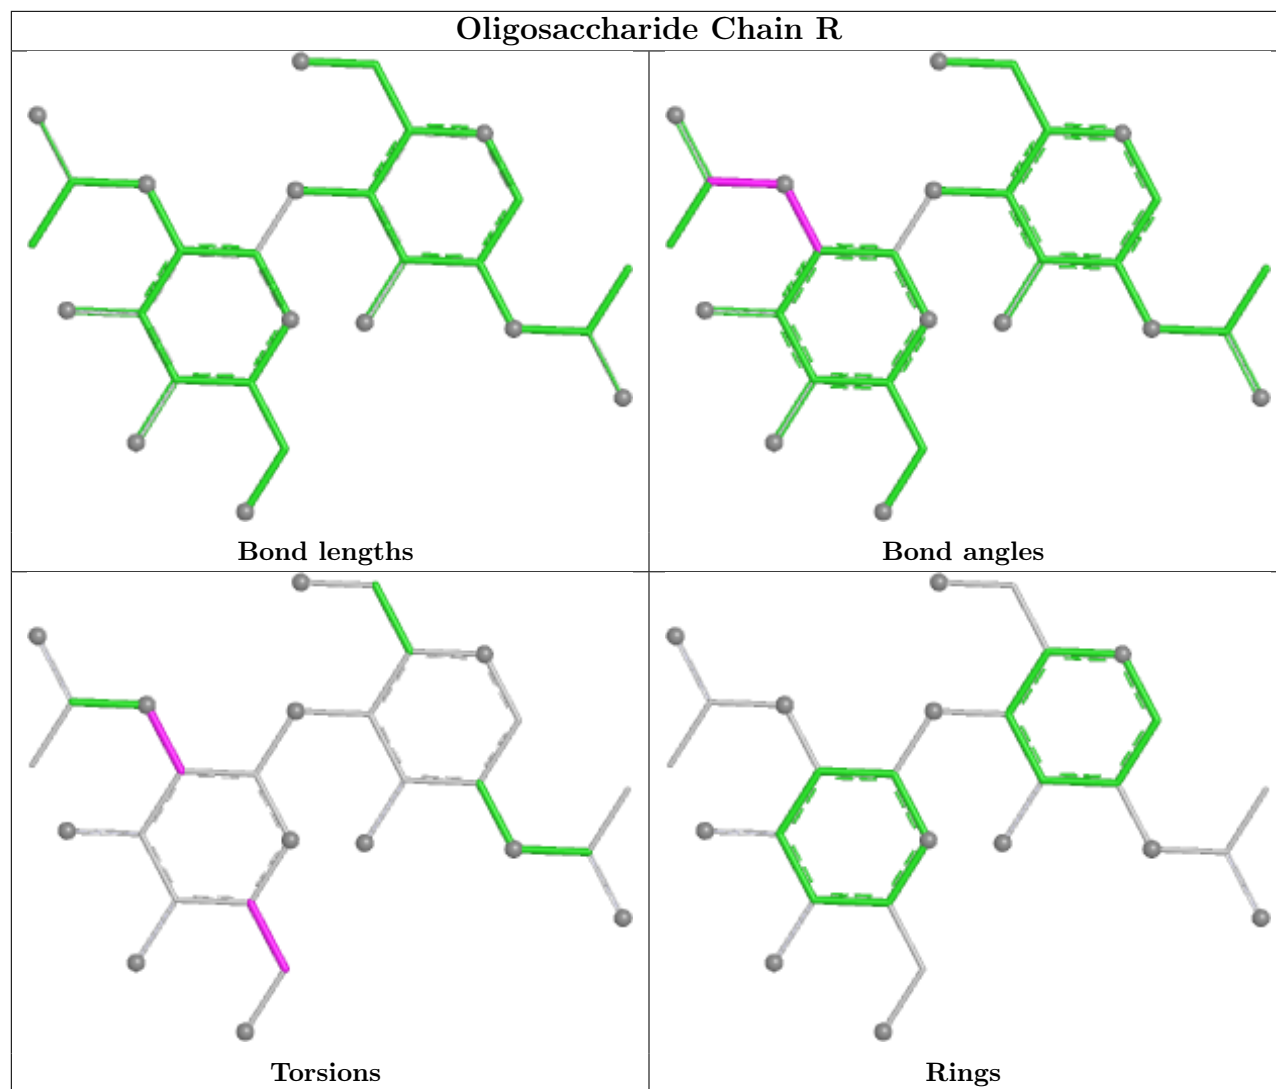 Oligosaccharide Chain R
Bond lengths
Bond angles
Torsions
Rings